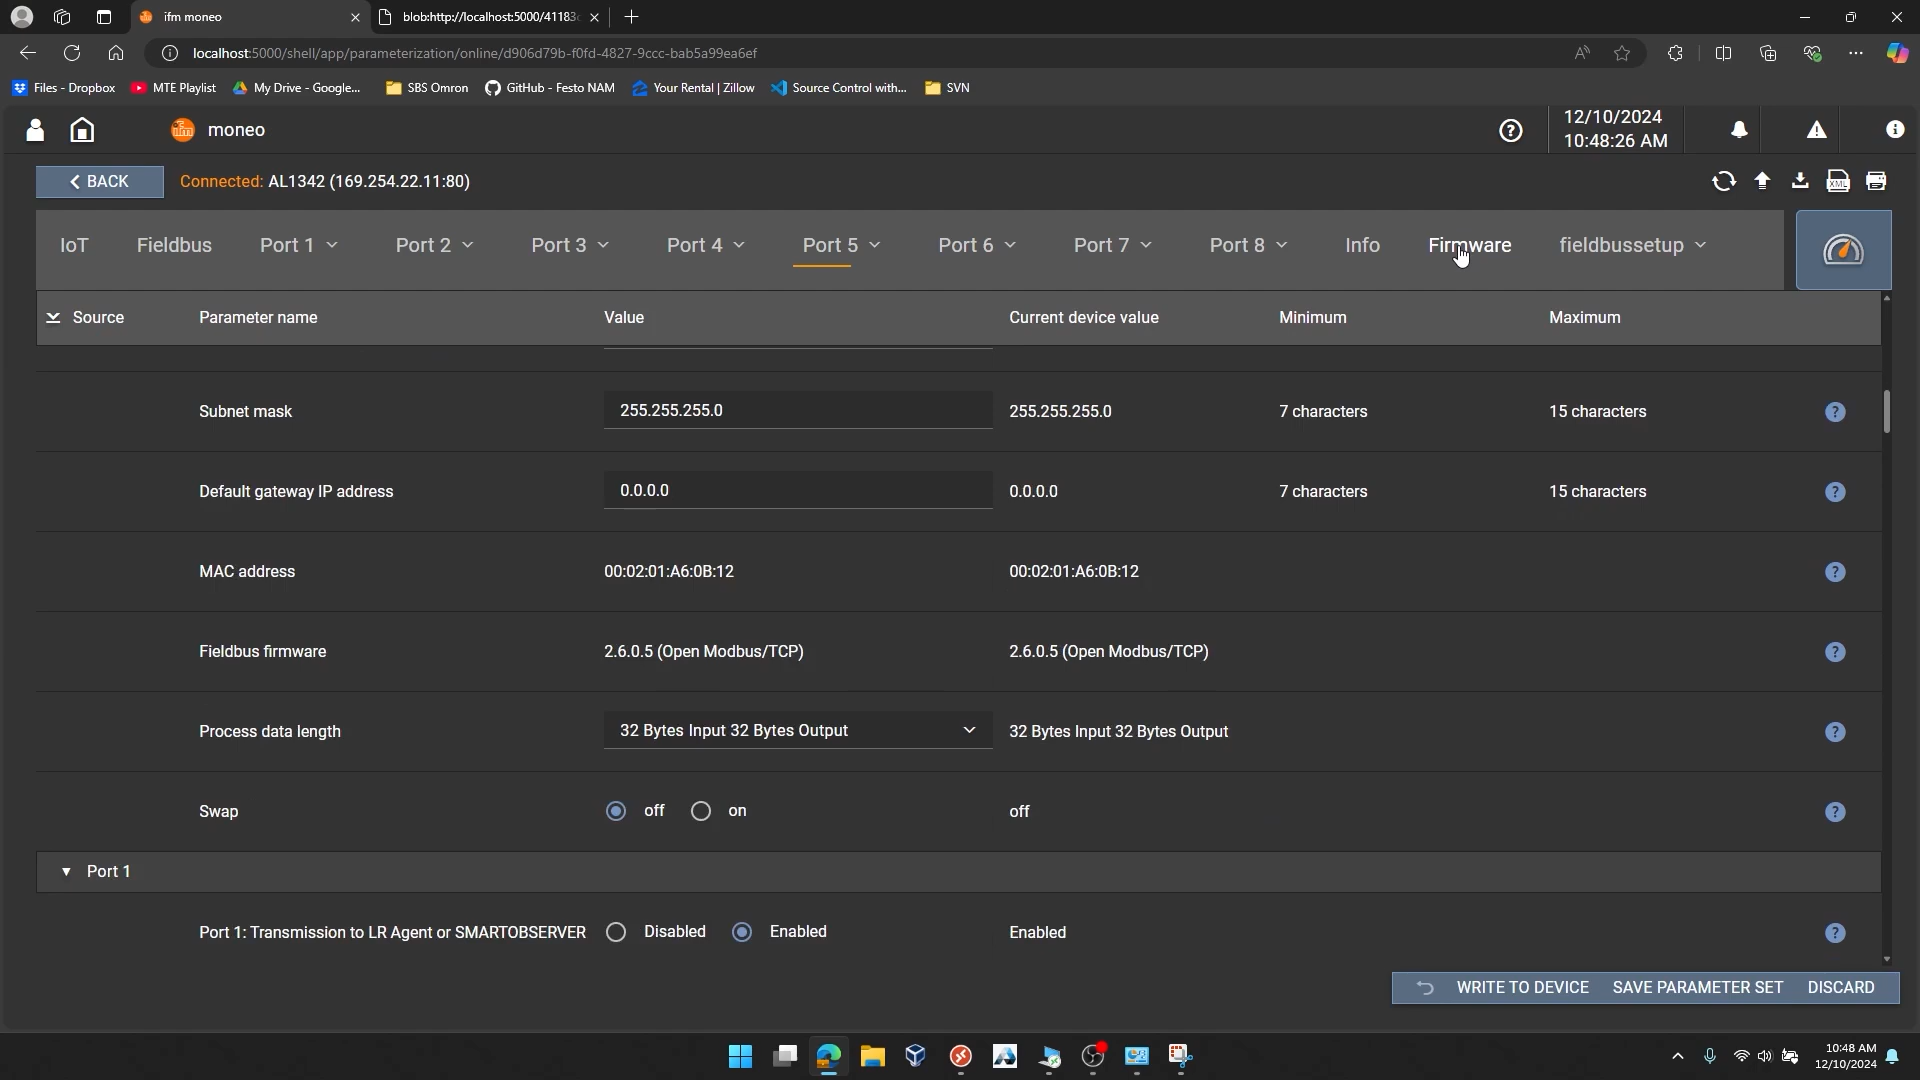 ifm moneo
blob:http://localhost:5000/41183
localhost:5000/shell/app/parameterization/online/d906d79b-f0fd-4827-9ccc-bab5a99ea6ef
Files - Dropbox
MTE Playlist
My Drive - Google...
SBS Omron
GitHub - Festo NAM
Your Rental | Zillow
Source Control with...
SVN
ifm moneo
12/10/2024
10:48:26 AM
BACK
Connected: AL1342 (169.254.22.11:80)
XML
IoT Fieldbus Port 1 Port 2 Port 3 Port 4 Port 5 Port 6 Port 7 Port 8 Info Firmware fieldbussetup
Source Parameter name Value Current device value Minimum Maximum
Subnet mask 255.255.255.0 255.255.255.0 7 characters 15 characters ?
Default gateway IP address 0.0.0.0 0.0.0.0 7 characters 15 characters ?
MAC address 00:02:01:A6:0B:12 00:02:01:A6:0B:12 ?
Fieldbus firmware 2.6.0.5 (Open Modbus/TCP) 2.6.0.5 (Open Modbus/TCP) ?
Process data length 32 Bytes Input 32 Bytes Output 32 Bytes Input 32 Bytes Output ?
Swap off on off ?
Port 1
Port 1: Transmission to LR Agent or SMARTOBSERVER Disabled Enabled Enabled ?
WRITE TO DEVICE SAVE PARAMETER SET DISCARD
10:48 AM
12/10/2024